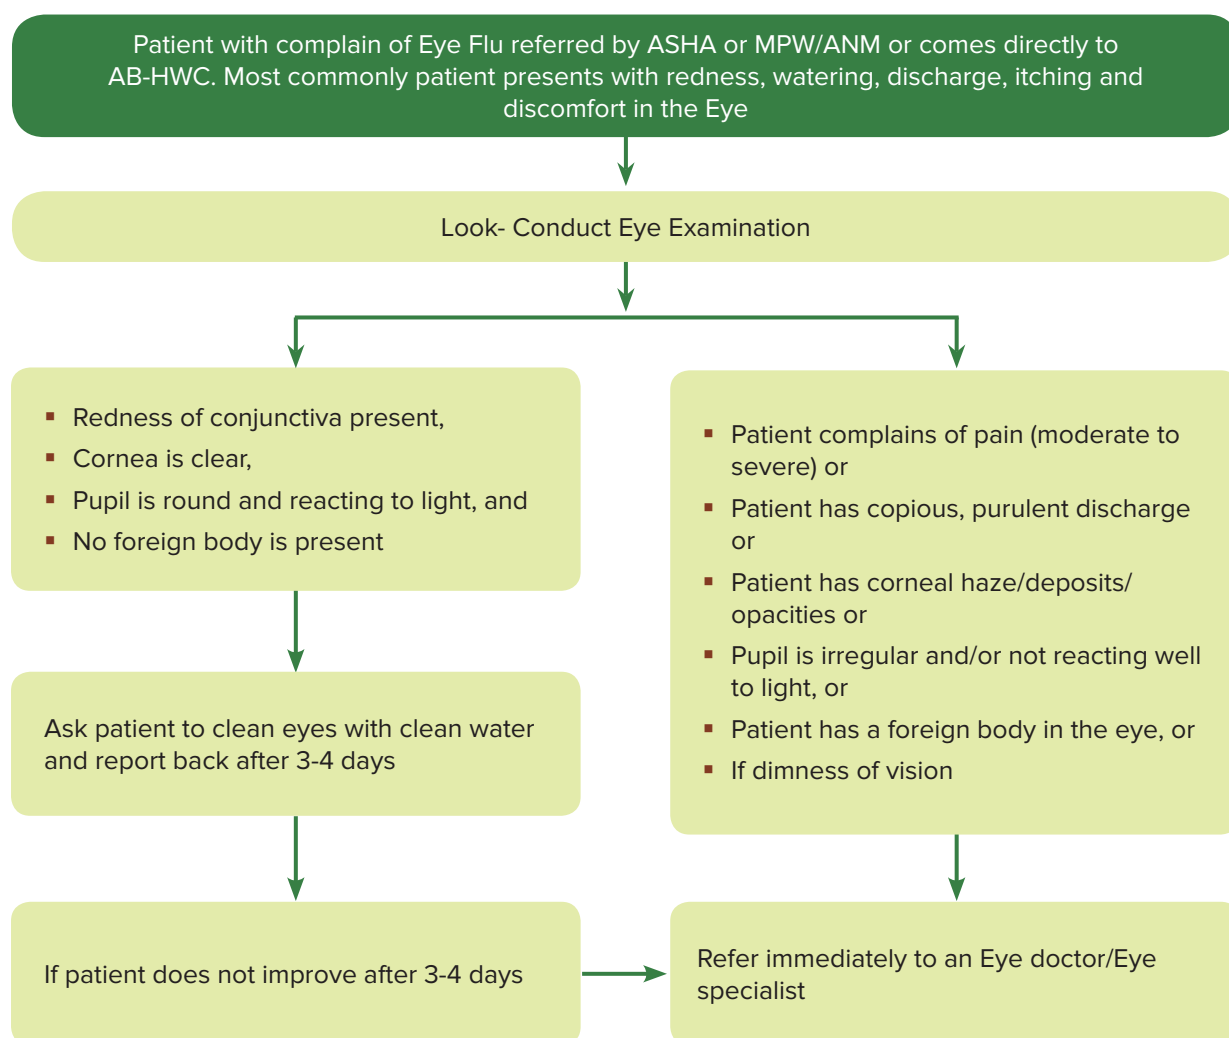 Patient with complain of Eye Flu referred by ASHA or MPW/ANM or comes directly to
AB-HWC. Most commonly patient presents with redness, watering, discharge, itching and
discomfort in the Eye
Look- Conduct Eye Examination
▪ Redness of conjunctiva present,
▪ Cornea is clear,
▪ Pupil is round and reacting to light, and
▪ No foreign body is present
Ask patient to clean eyes with clean water
and report back after 3-4 days
If patient does not improve after 3-4 days
▪ Patient complains of pain (moderate to
severe) or
▪ Patient has copious, purulent discharge
or
▪ Patient has corneal haze/deposits/
opacities or
▪ Pupil is irregular and/or not reacting well
to light, or
▪ Patient has a foreign body in the eye, or
▪ If dimness of vision
Refer immediately to an Eye doctor/Eye
specialist